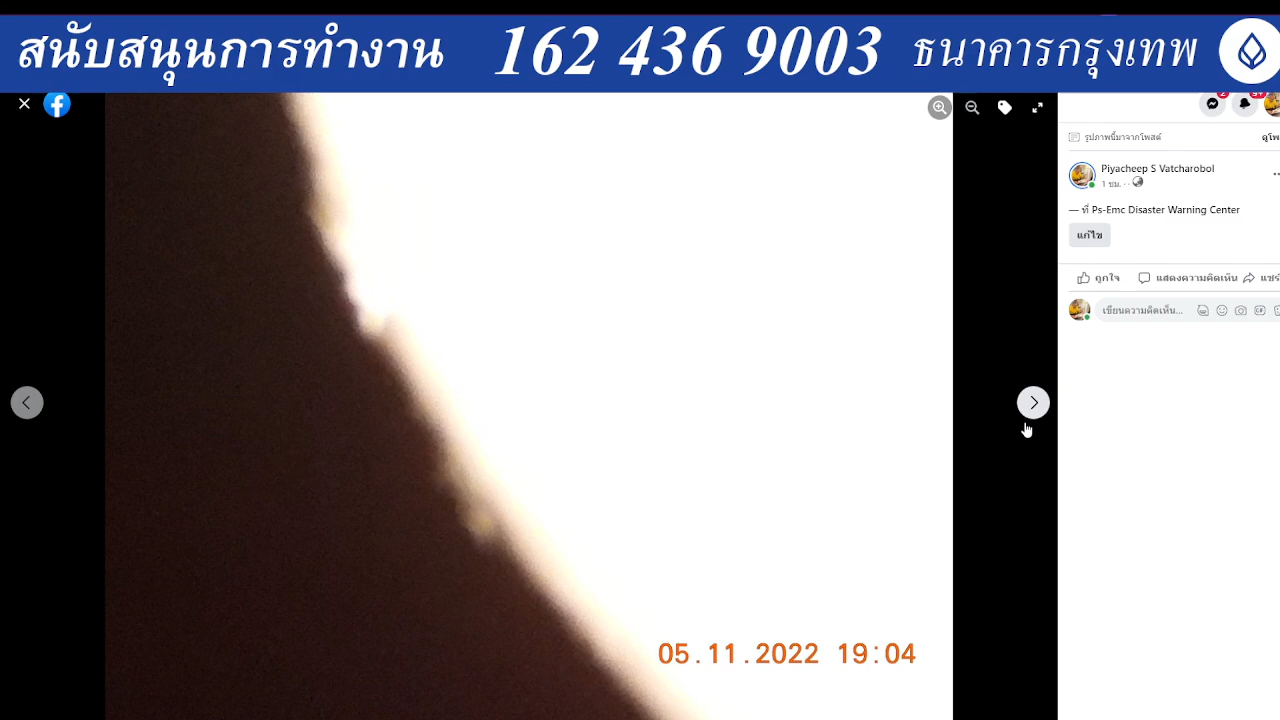 สนับสนุนการทำงาน 162 436 9003 ธนาคารกรุงเทพ
รูปภาพนี้มาจากโพสต์
Piyacheep S Vatcharobol
1 ชม.
— ที่ Ps-Emc Disaster Warning Center
แก้ไข
ถูกใจ แสดงความคิดเห็น แชร์
เขียนความคิดเห็น...
05.11.2022 19:04